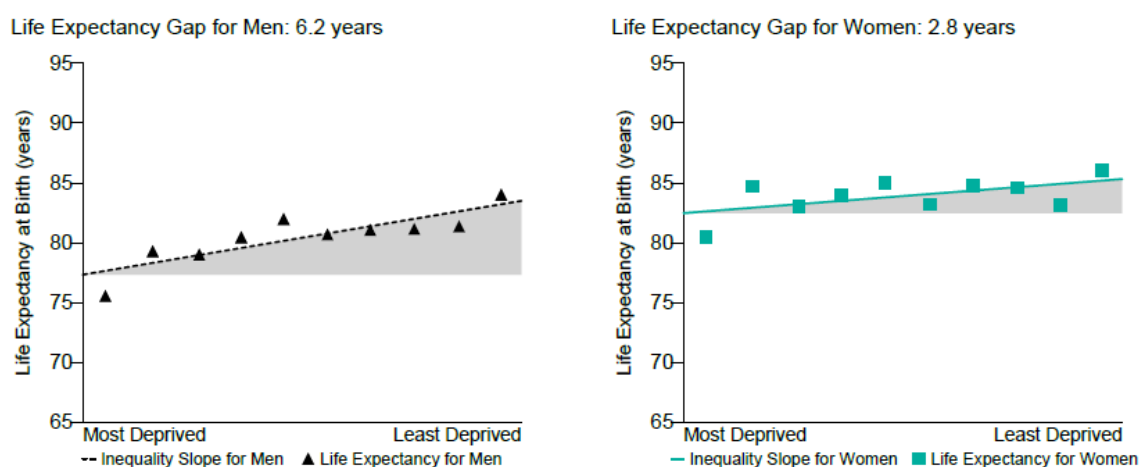 Life Expectancy Gap for Men: 6.2 years
Life Expectancy at Birth (years)
95
90
85
80
75
70
65
Most Deprived Least Deprived
Inequality Slope for Men Life Expectancy for Men
Life Expectancy Gap for Women: 2.8 years
Life Expectancy at Birth (years)
95
90
85
80
75
70
65
Most Deprived Least Deprived
Inequality Slope for Women Life Expectancy for Women